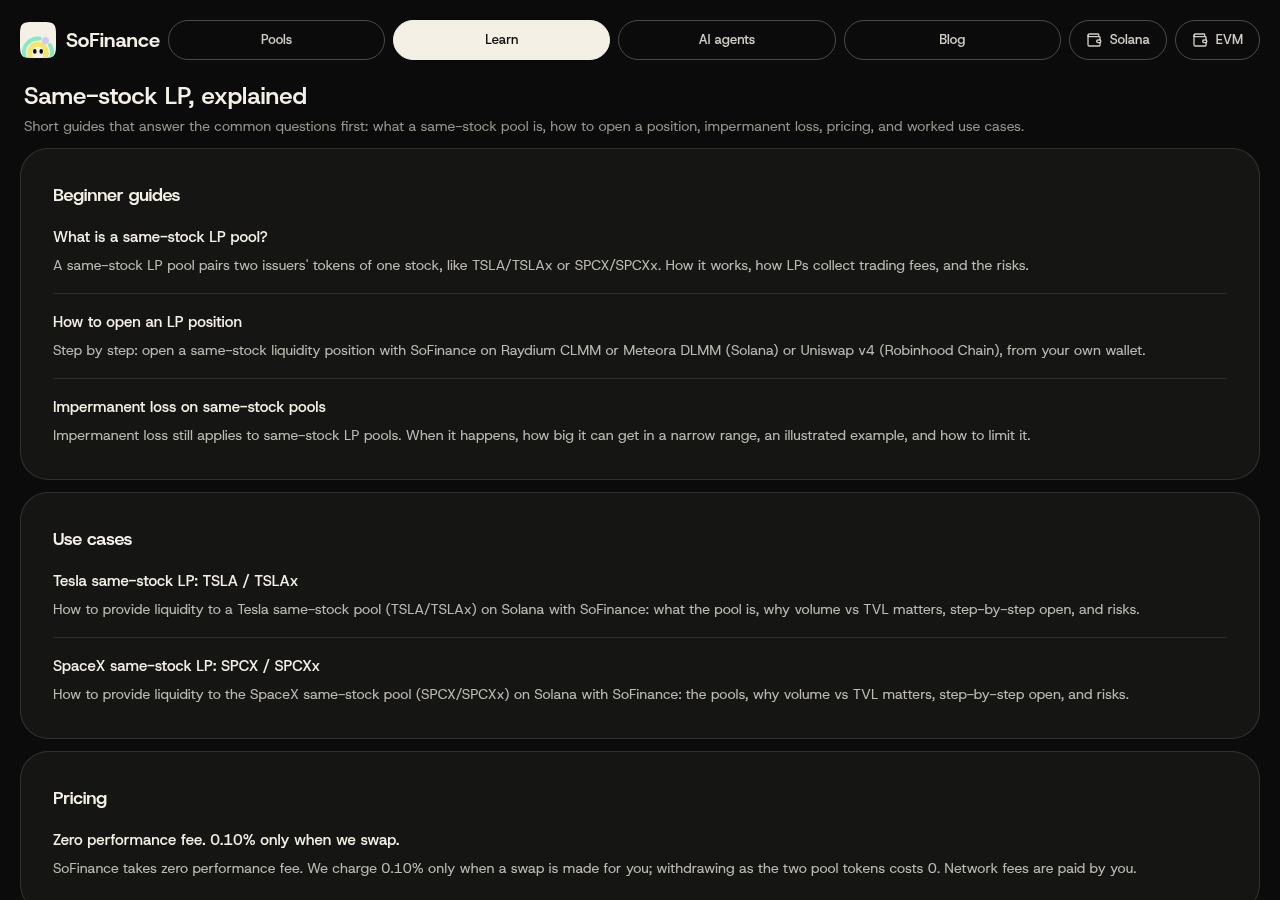 SoFinance
Pools
Learn
AI agents
Blog
Solana
EVM
Same-stock LP, explained
Short guides that answer the common questions first: what a same-stock pool is, how to open a position, impermanent loss, pricing, and worked use cases.
Beginner guides
What is a same-stock LP pool?
A same-stock LP pool pairs two issuers' tokens of one stock, like TSLA/TSLAx or SPCX/SPCXx. How it works, how LPs collect trading fees, and the risks.
How to open an LP position
Step by step: open a same-stock liquidity position with SoFinance on Raydium CLMM or Meteora DLMM (Solana) or Uniswap v4 (Robinhood Chain), from your own wallet.
Impermanent loss on same-stock pools
Impermanent loss still applies to same-stock LP pools. When it happens, how big it can get in a narrow range, an illustrated example, and how to limit it.
Use cases
Tesla same-stock LP: TSLA / TSLAx
How to provide liquidity to a Tesla same-stock pool (TSLA/TSLAx) on Solana with SoFinance: what the pool is, why volume vs TVL matters, step-by-step open, and risks.
SpaceX same-stock LP: SPCX / SPCXx
How to provide liquidity to the SpaceX same-stock pool (SPCX/SPCXx) on Solana with SoFinance: the pools, why volume vs TVL matters, step-by-step open, and risks.
Pricing
Zero performance fee. 0.10% only when we swap.
SoFinance takes zero performance fee. We charge 0.10% only when a swap is made for you; withdrawing as the two pool tokens costs 0. Network fees are paid by you.